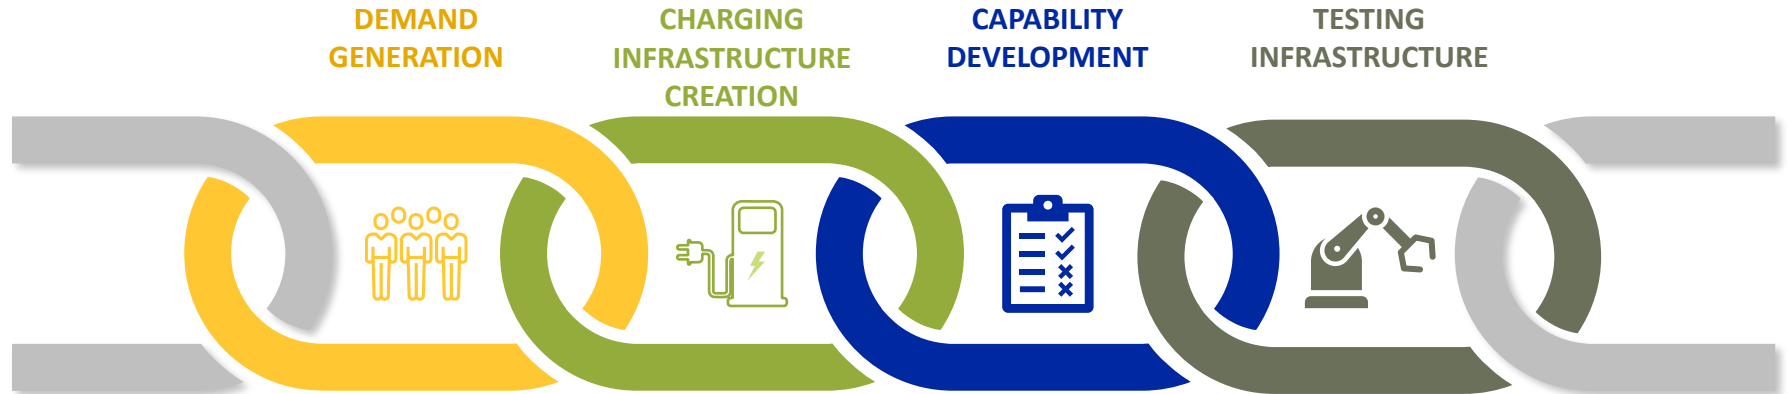 DEMAND
GENERATION
CHARGING
INFRASTRUCTURE
CREATION
CAPABILITY
DEVELOPMENT
TESTING
INFRASTRUCTURE